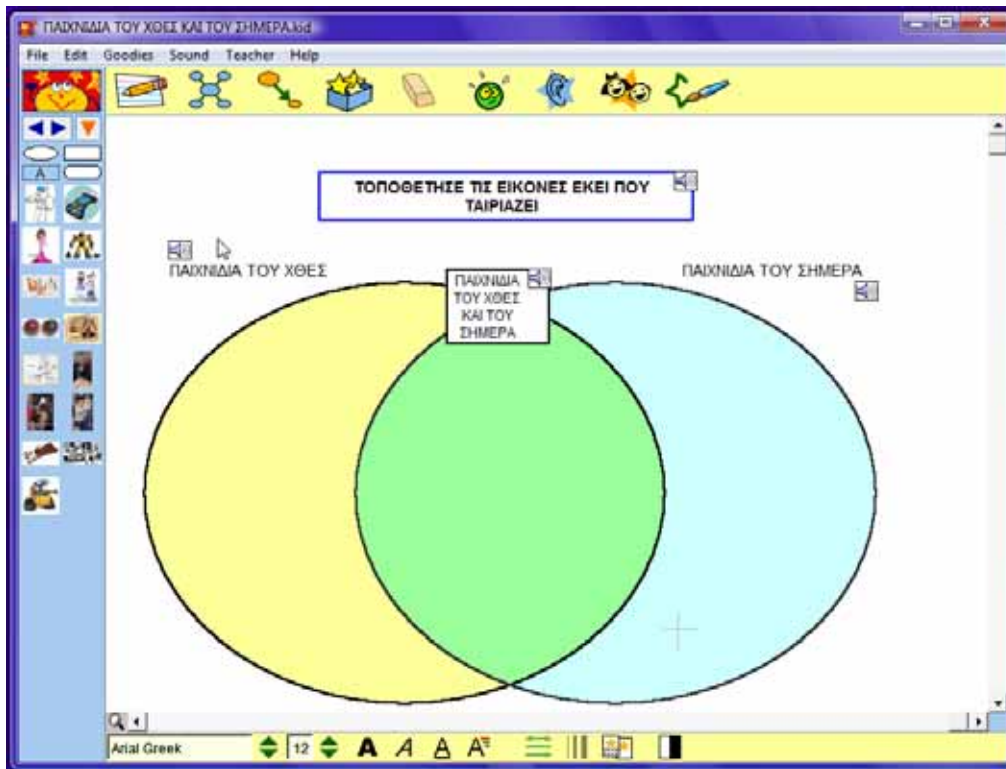 ΠΑΙΧΝΙΔΙΑ ΤΟΥ ΧΘΕΣ ΚΑΙ ΤΟΥ ΣΗΜΕΡΑ.kid
File Edit Goodies Sound Teacher Help
ΤΟΠΟΘΕΤΗΣΕ ΤΙΣ ΕΙΚΟΝΕΣ ΕΚΕΙ ΠΟΥ
ΤΑΙΡΙΑΖΕΙ
ΠΑΙΧΝΙΔΙΑ ΤΟΥ ΧΘΕΣ
ΠΑΙΧΝΙΔΙΑ
ΤΟΥ ΧΘΕΣ
ΚΑΙ ΤΟΥ
ΣΗΜΕΡΑ
ΠΑΙΧΝΙΔΙΑ ΤΟΥ ΣΗΜΕΡΑ
A
Arial Greek 12 A A A A